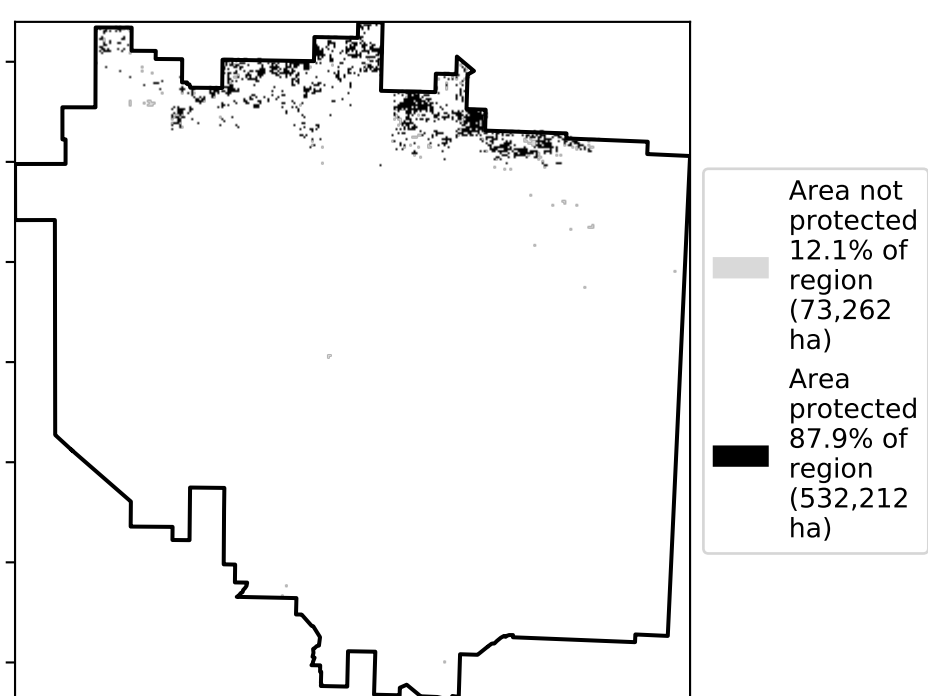 Area not
protected
12.1% of
region
(73,262
ha)
Area
protected
87.9% of
region
(532,212
ha)